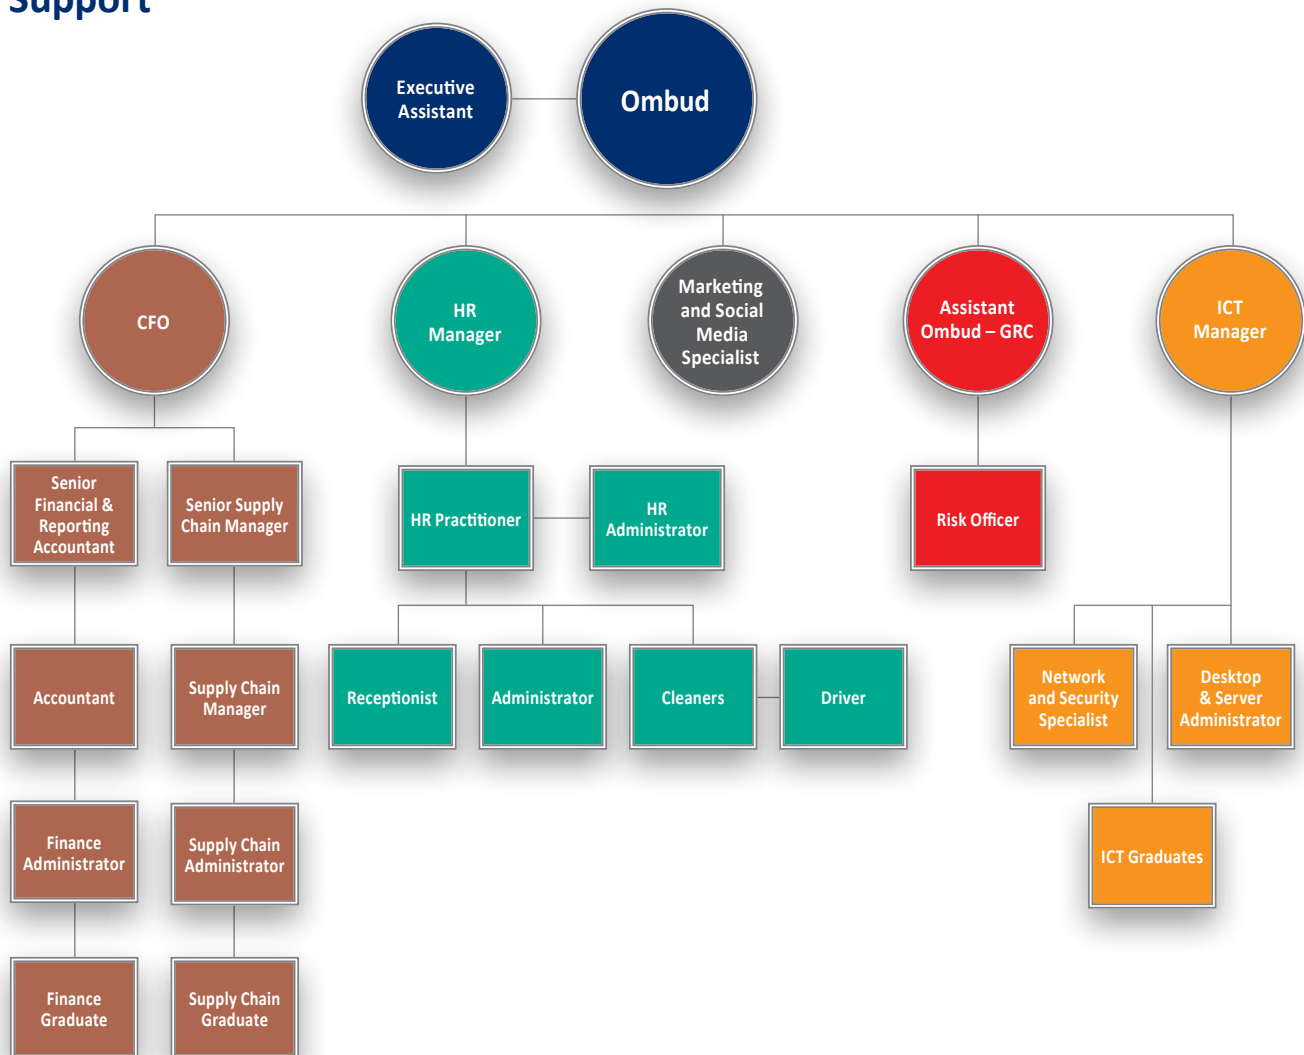 Support
Executive
Assistant
Ombud
CFO
HR
Manager
Marketing
and Social
Media
Specialist
Assistant
Ombud – GRC
ICT
Manager
Senior
Financial &
Reporting
Accountant
Senior Supply
Chain Manager
HR Practitioner
HR
Administrator
Risk Officer
Accountant
Supply Chain
Manager
Receptionist
Administrator
Cleaners
Driver
Network
and Security
Specialist
Desktop
& Server
Administrator
Finance
Administrator
Supply Chain
Administrator
ICT Graduates
Finance
Graduate
Supply Chain
Graduate